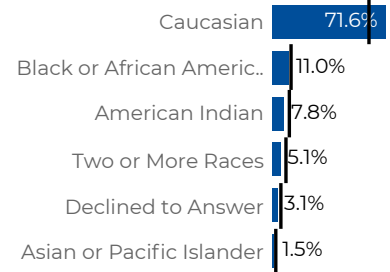 Caucasian 71.6%
Black or African Americ.. 11.0%
American Indian 7.8%
Two or More Races 5.1%
Declined to Answer 3.1%
Asian or Pacific Islander 1.5%